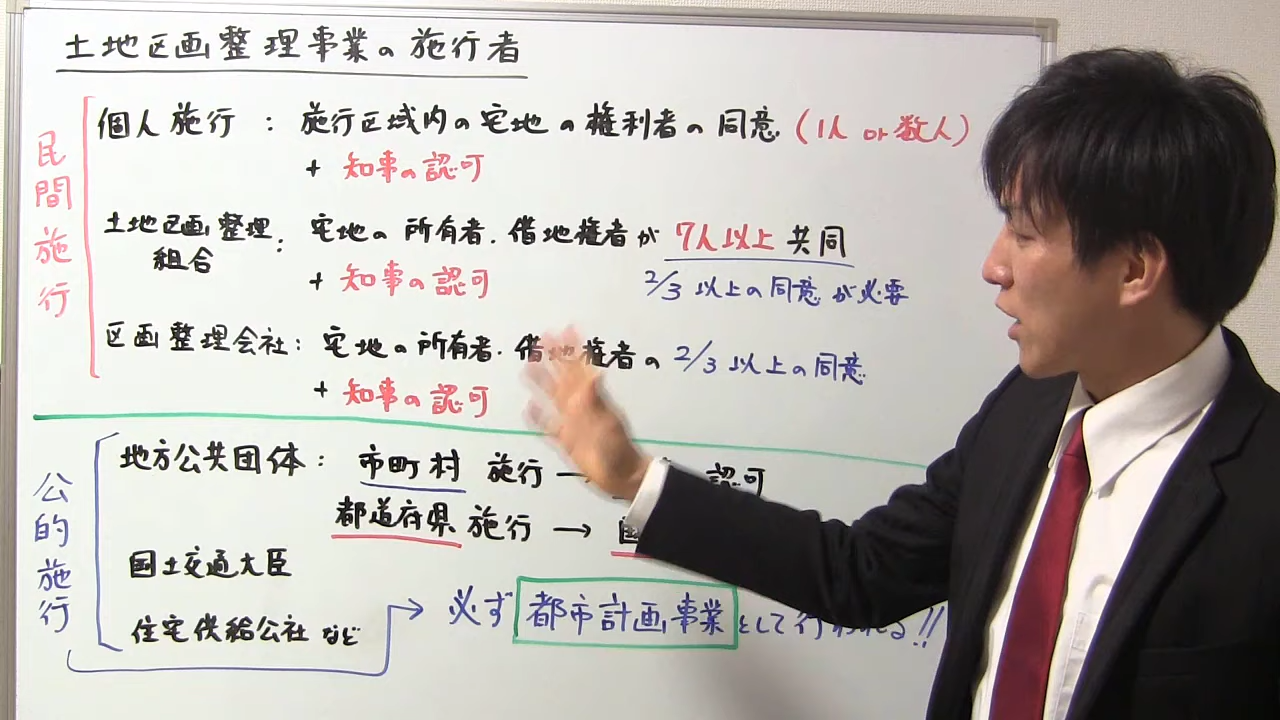 土地区画整理事業の施行者
民間施行
個人施行 : 施行区域内の宅地の権利者の同意 (1人 or 数人)
+ 知事の認可
土地区画整理組合 : 宅地の所有者.借地権者が 7人以上 共同
+ 知事の認可 2/3 以上の同意が必要
区画整理会社 : 宅地の所有者.借地権者の 2/3 以上の同意
+ 知事の認可
公的施行
地方公共団体 : 市町村 施行 → 認可
都道府県 施行 → 国
国土交通大臣
住宅供給公社 など
→ 必ず 都市計画事業 として行われる!!